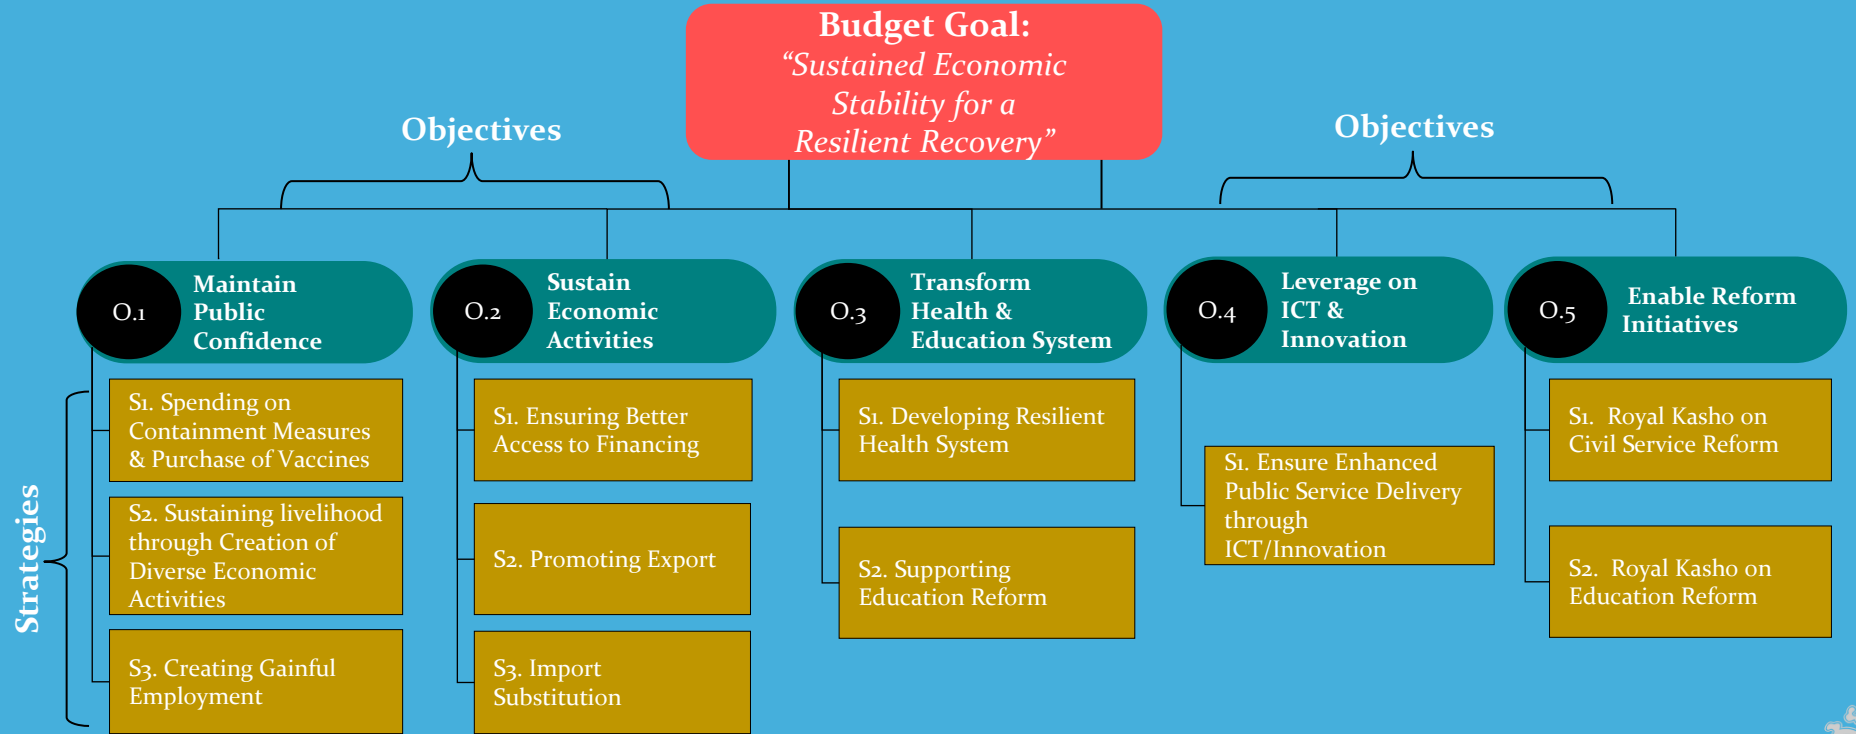 Budget Goal:
“Sustained Economic
Stability for a
Resilient Recovery”
Objectives
Objectives
O.1
Maintain
Public
Confidence
O.2
Sustain
Economic
Activities
O.3
Transform
Health &
Education System
O.4
Leverage on
ICT &
Innovation
O.5
Enable Reform
Initiatives
Strategies
S1. Spending on
Containment Measures
& Purchase of Vaccines
S2. Sustaining livelihood
through Creation of
Diverse Economic
Activities
S3. Creating Gainful
Employment
S1. Ensuring Better
Access to Financing
S2. Promoting Export
S3. Import
Substitution
S1. Developing Resilient
Health System
S2. Supporting
Education Reform
S1. Ensure Enhanced
Public Service Delivery
through
ICT/Innovation
S1. Royal Kasho on
Civil Service Reform
S2. Royal Kasho on
Education Reform